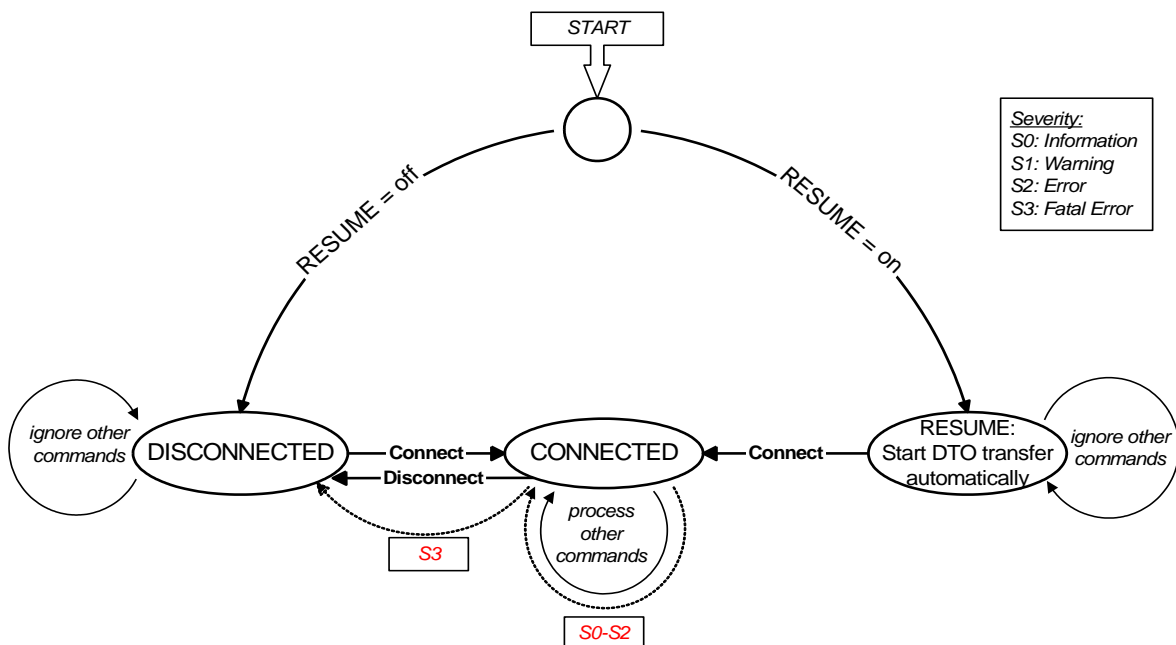 START
Severity:
S0: Information
S1: Warning
S2: Error
S3: Fatal Error
RESUME = off
RESUME = on
ignore other
commands
DISCONNECTED
Connect
Disconnect
CONNECTED
Connect
RESUME:
Start DTO transfer
automatically
ignore other
commands
process
other
commands
S3
S0-S2